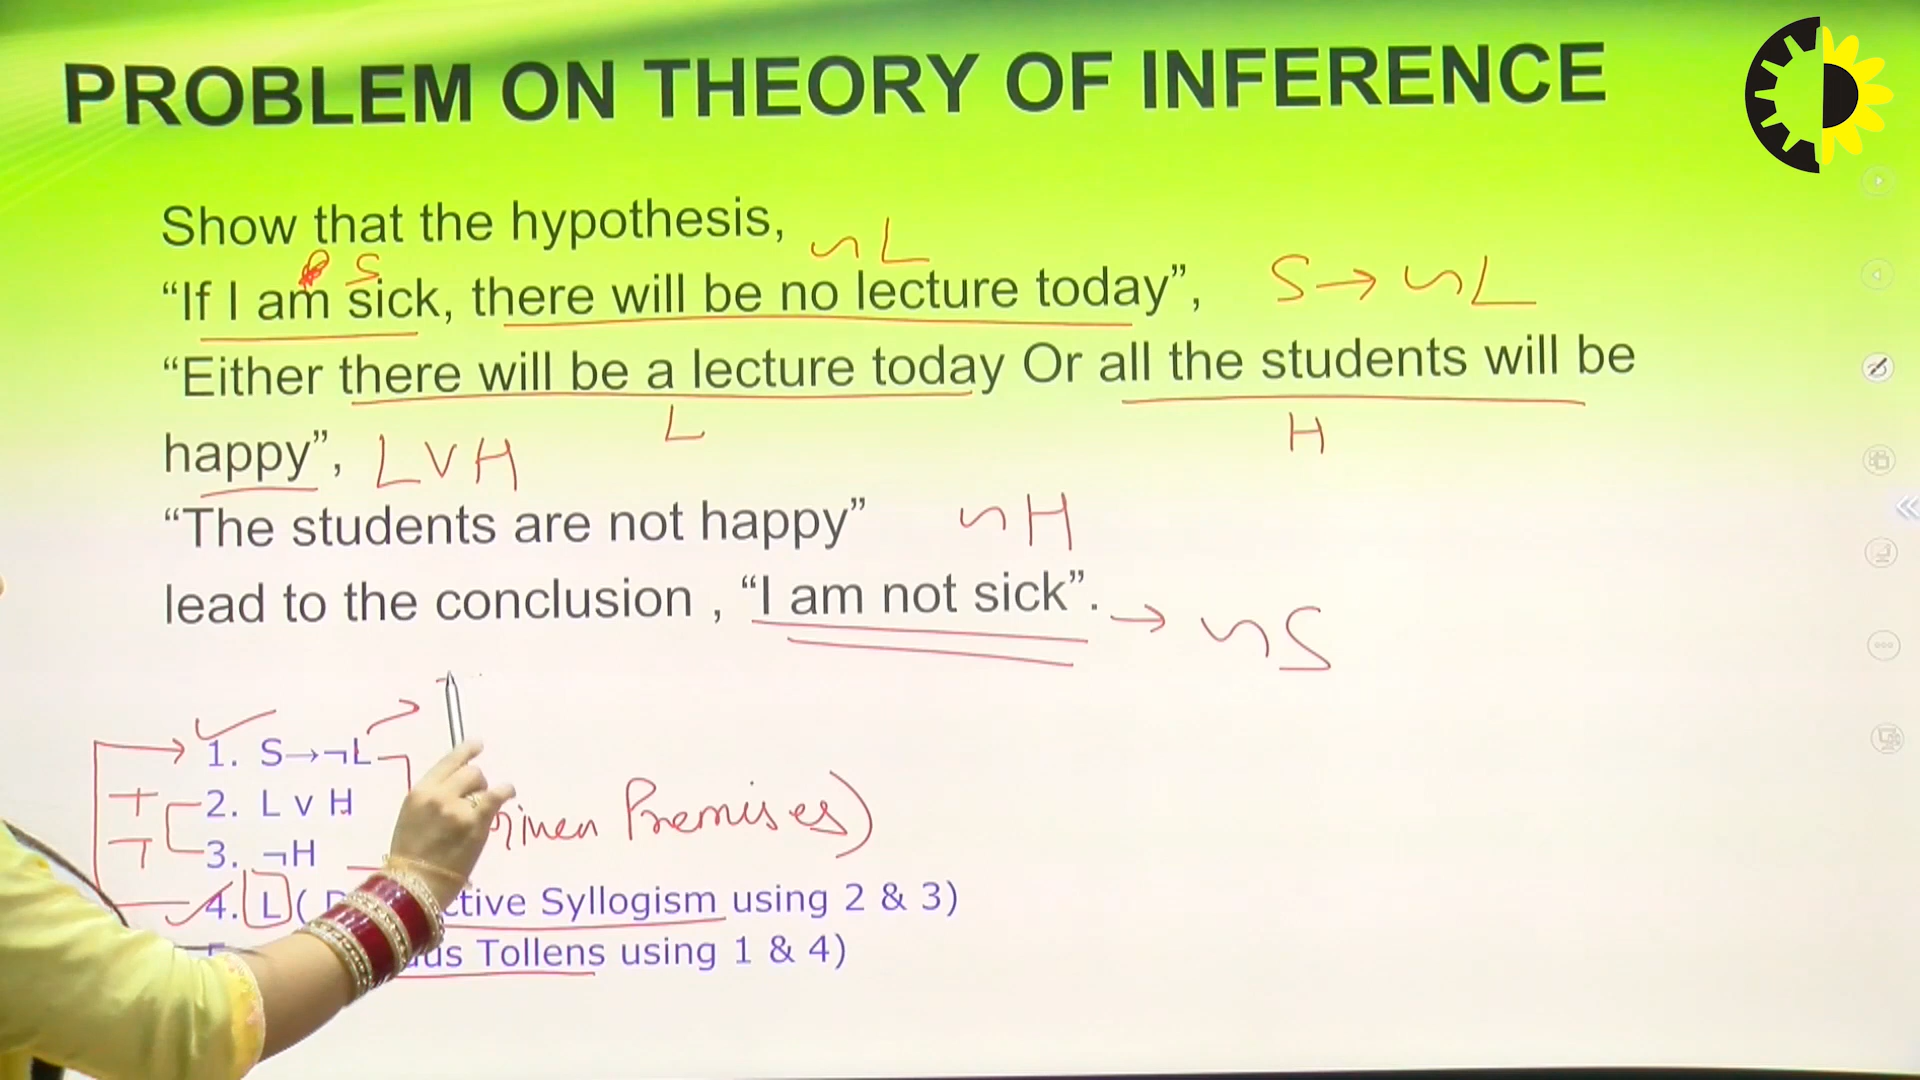 PROBLEM ON THEORY OF INFERENCE
Show that the hypothesis,
~L
S
“If I am sick, there will be no lecture today”, S→~L
“Either there will be a lecture today Or all the students will be
L H
happy”, L∨H
“The students are not happy” ~H
lead to the conclusion , “I am not sick”. → ~S
1. S→¬L
2. L v H
3. ¬H
Premises)
4. L ( Syllogism using 2 & 3)
Tollens using 1 & 4)